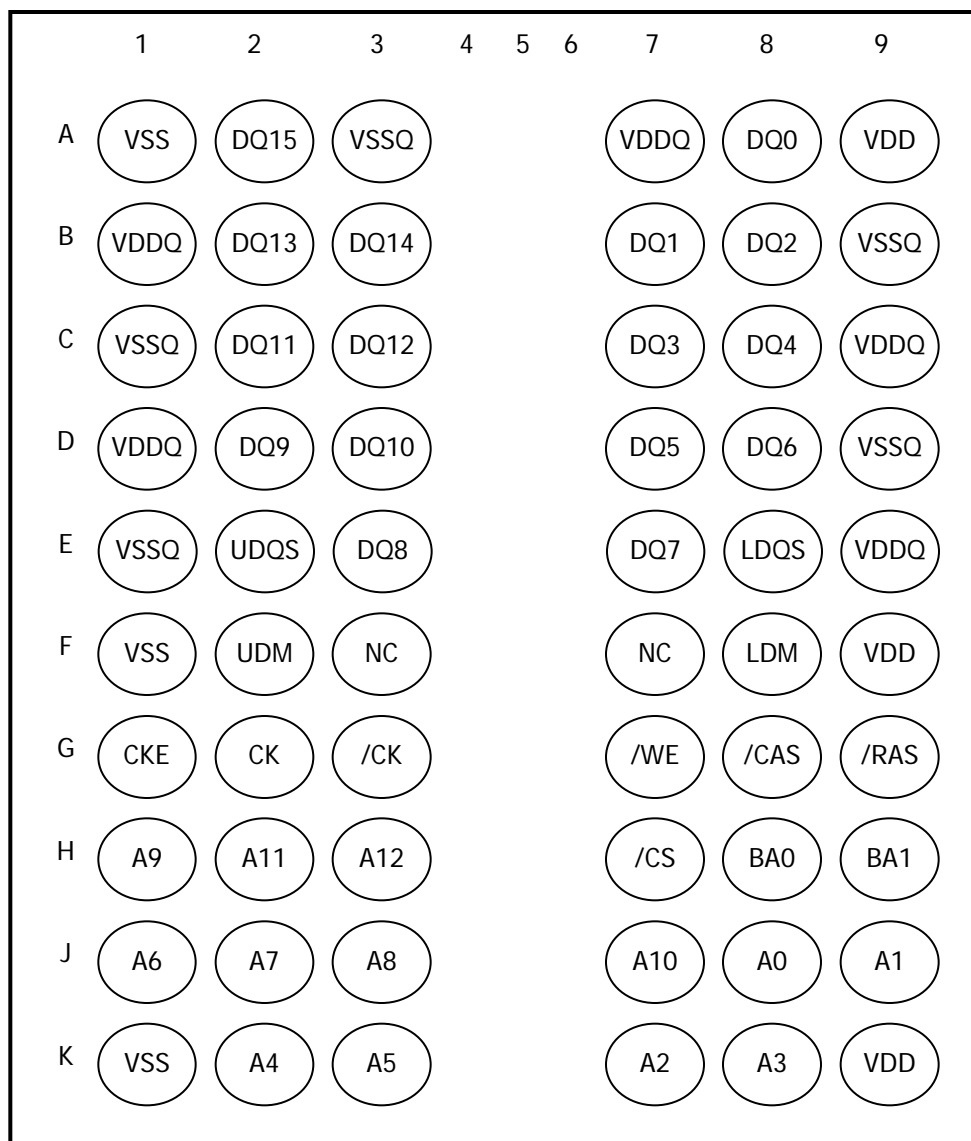 1 2 3 4 5 6 7 8 9
A VSS DQ15 VSSQ VDDQ DQ0 VDD
B VDDQ DQ13 DQ14 DQ1 DQ2 VSSQ
C VSSQ DQ11 DQ12 DQ3 DQ4 VDDQ
D VDDQ DQ9 DQ10 DQ5 DQ6 VSSQ
E VSSQ UDQS DQ8 DQ7 LDQS VDDQ
F VSS UDM NC NC LDM VDD
G CKE CK /CK /WE /CAS /RAS
H A9 A11 A12 /CS BA0 BA1
J A6 A7 A8 A10 A0 A1
K VSS A4 A5 A2 A3 VDD